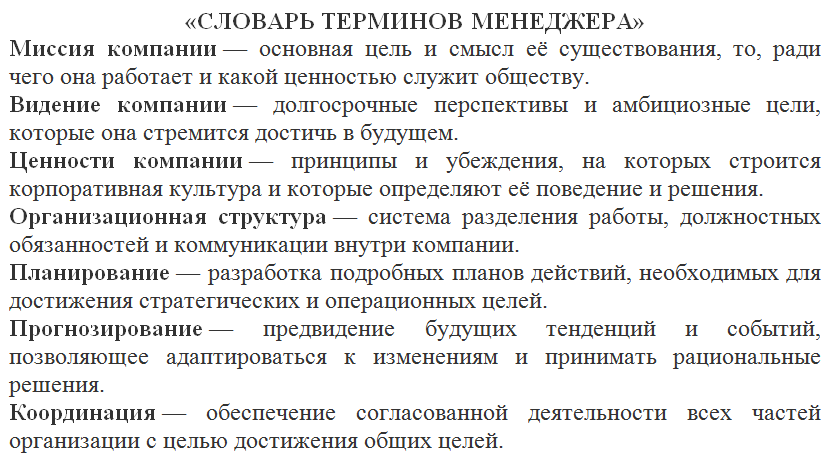 «СЛОВАРЬ ТЕРМИНОВ МЕНЕДЖЕРА»
Миссия компании — основная цель и смысл её существования, то, ради
чего она работает и какой ценностью служит обществу.
Видение компании — долгосрочные перспективы и амбициозные цели,
которые она стремится достичь в будущем.
Ценности компании — принципы и убеждения, на которых строится
корпоративная культура и которые определяют её поведение и решения.
Организационная структура — система разделения работы, должностных
обязанностей и коммуникации внутри компании.
Планирование — разработка подробных планов действий, необходимых для
достижения стратегических и операционных целей.
Прогнозирование — предвидение будущих тенденций и событий,
позволяющее адаптироваться к изменениям и принимать рациональные
решения.
Координация — обеспечение согласованной деятельности всех частей
организации с целью достижения общих целей.